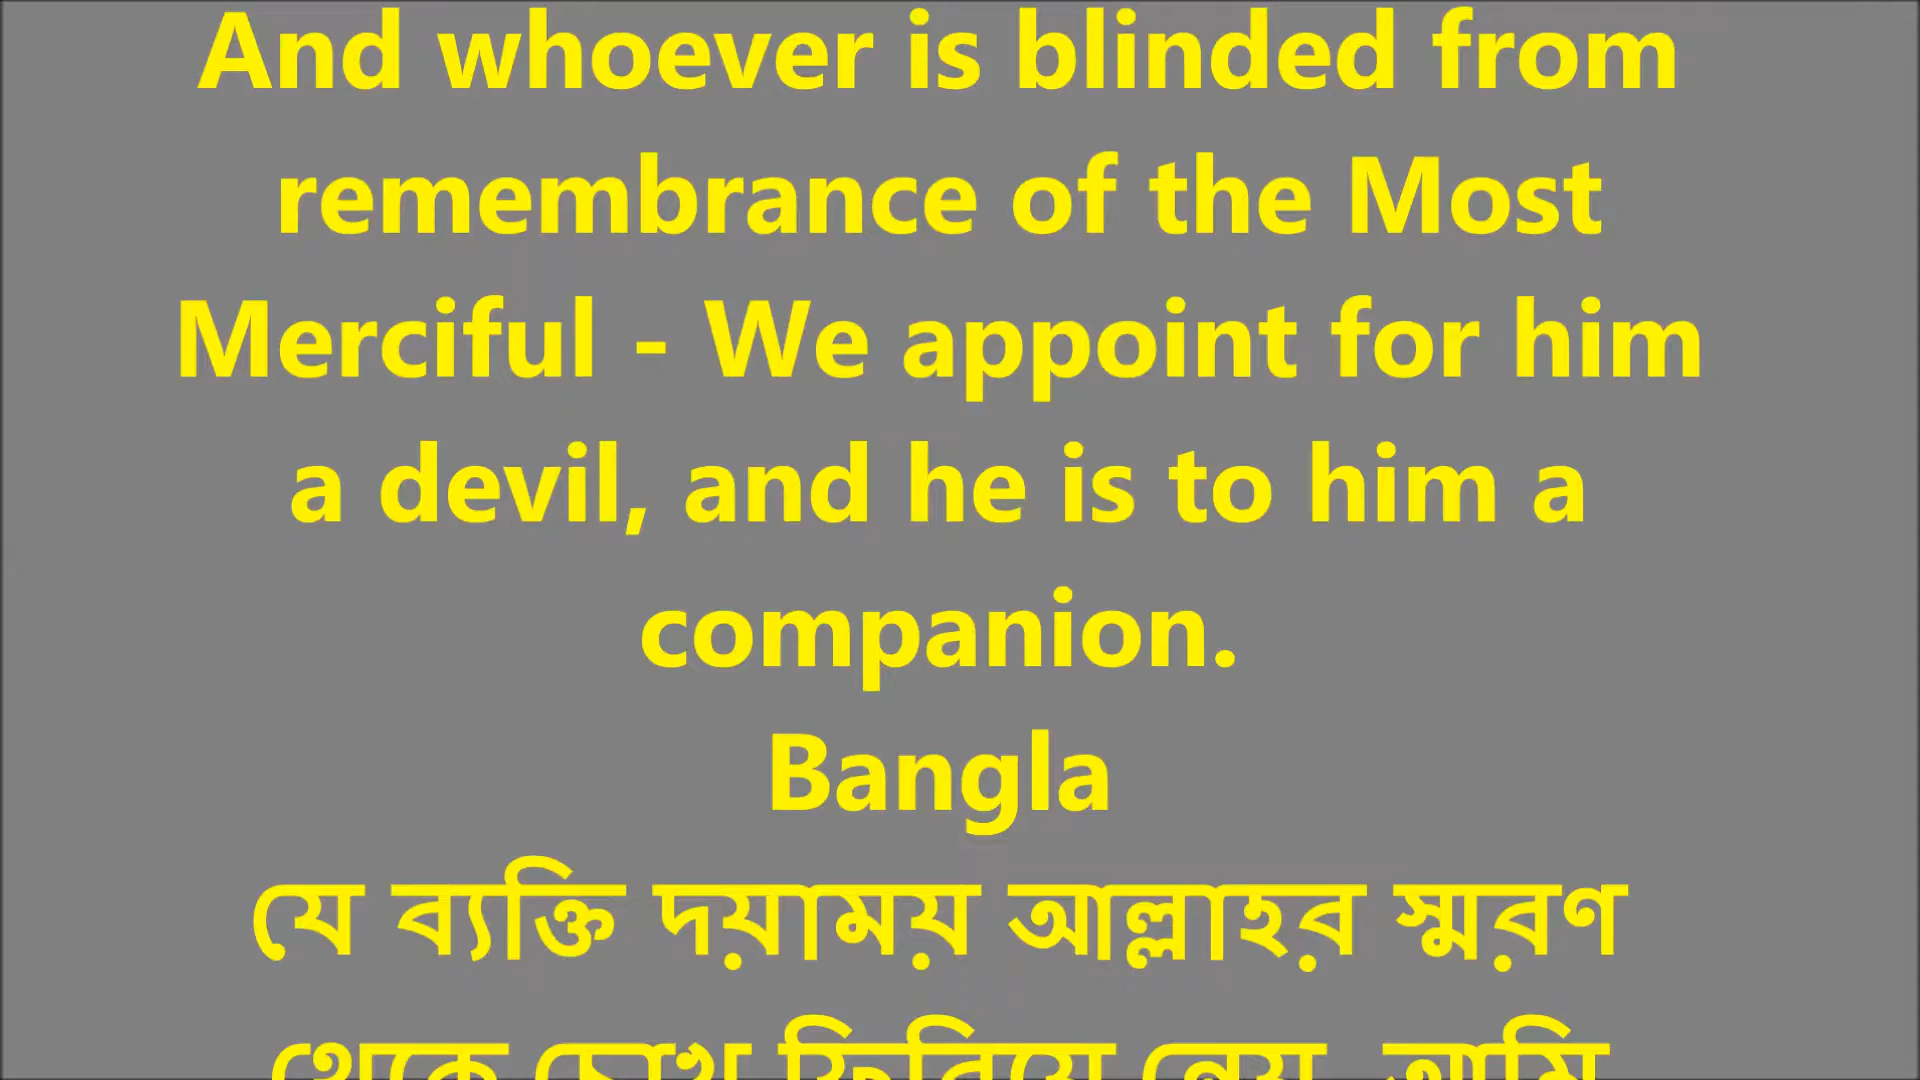 And whoever is blinded from
remembrance of the Most
Merciful - We appoint for him
a devil, and he is to him a
companion.
Bangla
যে ব্যক্তি দয়াময় আল্লাহর স্মরণ
থেকে চোখ ফিরিয়ে নেয়, আমি